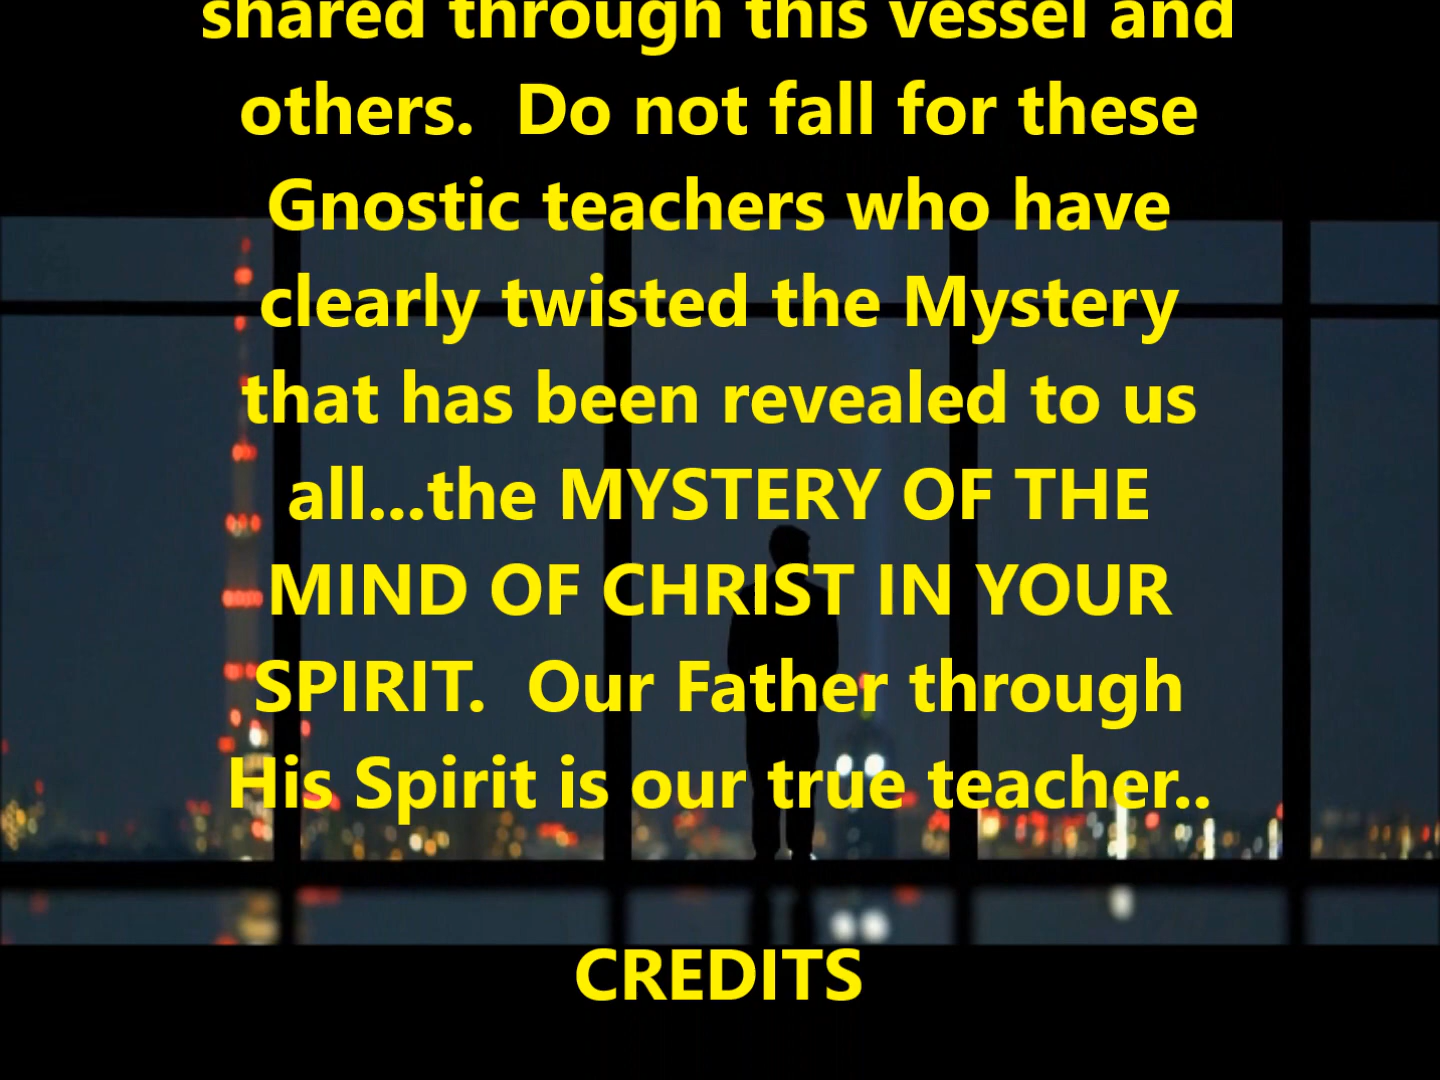 shared through this vessel and
others.  Do not fall for these
Gnostic teachers who have
clearly twisted the Mystery
that has been revealed to us
all...the MYSTERY OF THE
MIND OF CHRIST IN YOUR
SPIRIT.  Our Father through
His Spirit is our true teacher..
CREDITS